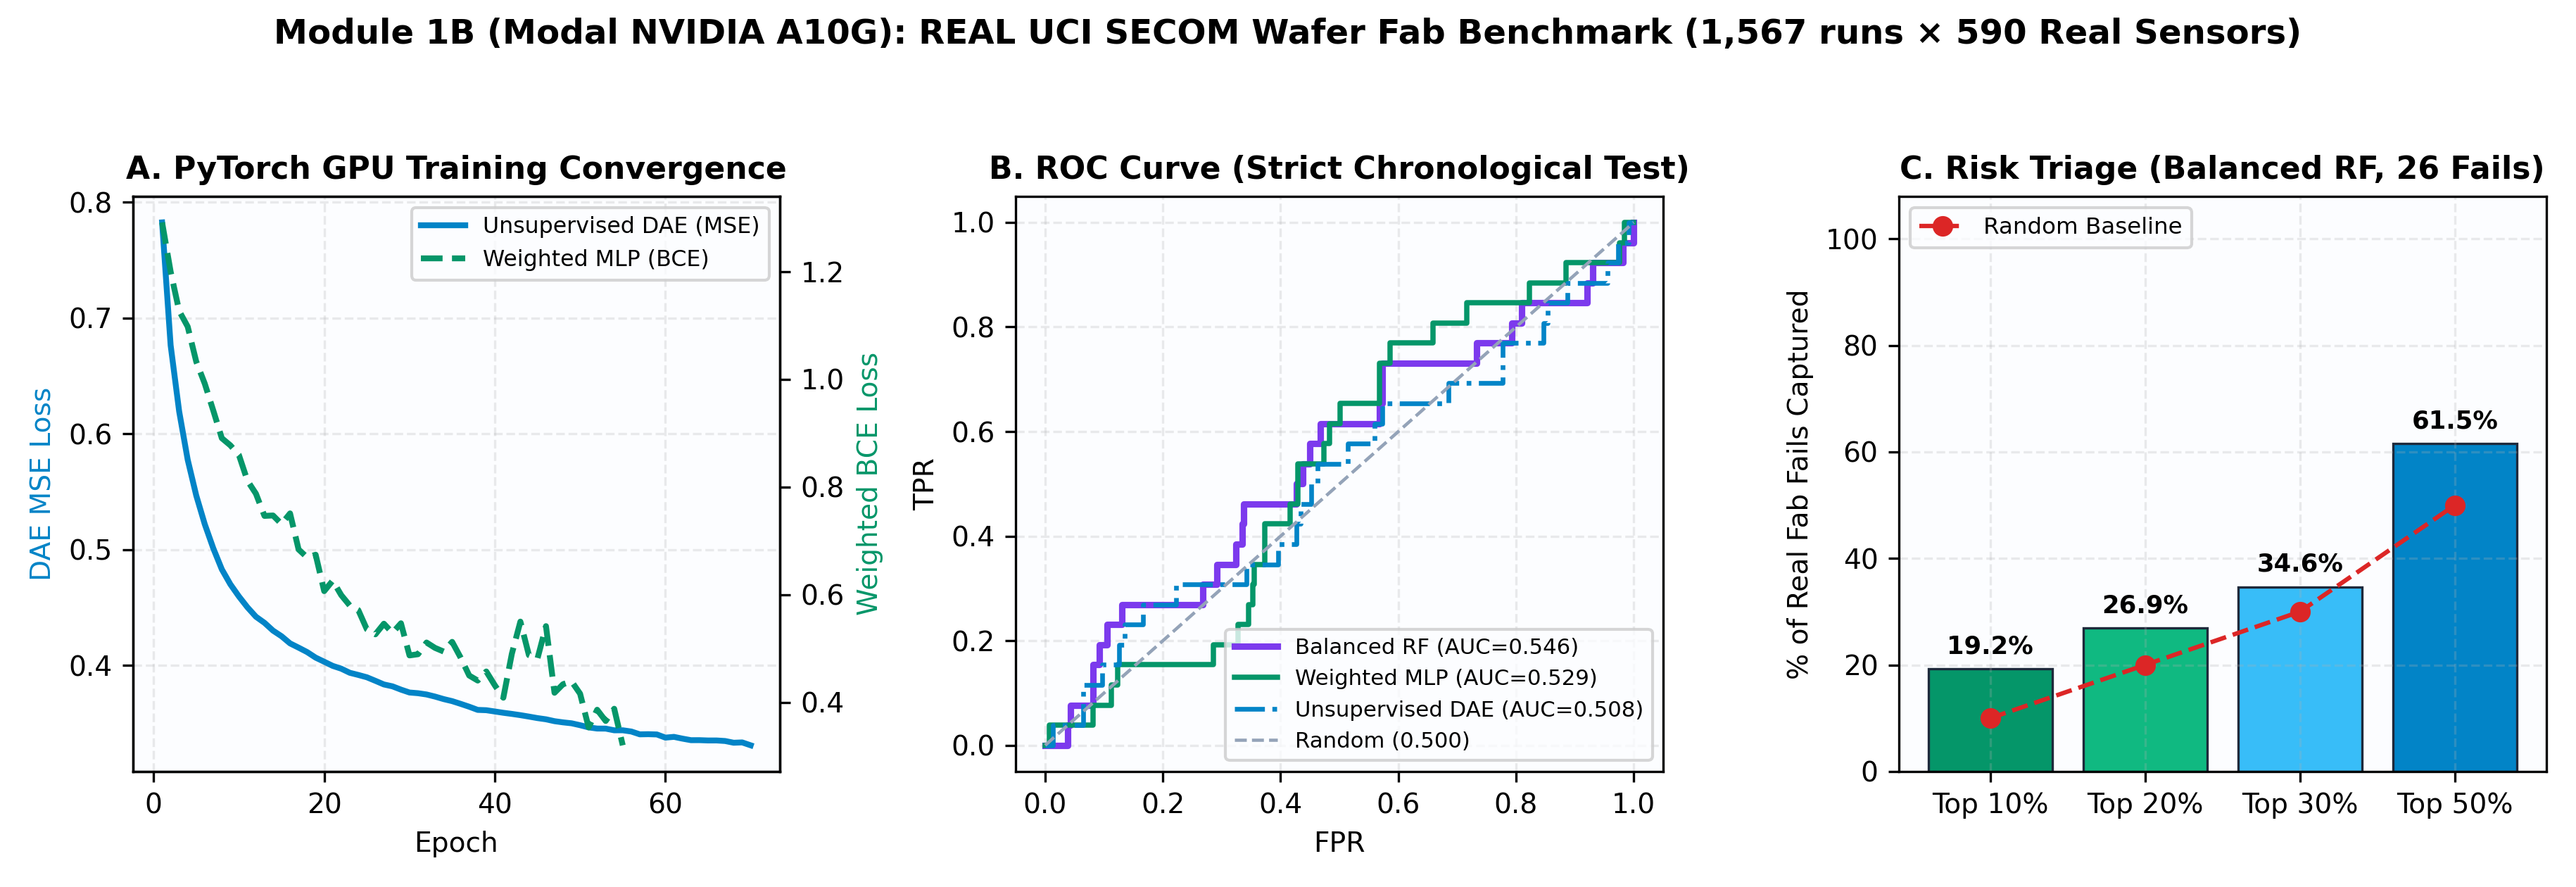 Module 1B (Modal NVIDIA A10G): REAL UCI SECOM Wafer Fab Benchmark (1,567 runs × 590 Real Sensors)
A. PyTorch GPU Training Convergence
Unsupervised DAE (MSE)
Weighted MLP (BCE)
0.8
0.7
0.6
0.5
0.4
DAE MSE Loss
1.2
1.0
0.8
0.6
0.4
Weighted BCE Loss
0
20
40
60
Epoch
B. ROC Curve (Strict Chronological Test)
1.0
0.8
0.6
0.4
0.2
0.0
TPR
Balanced RF (AUC=0.546)
Weighted MLP (AUC=0.529)
Unsupervised DAE (AUC=0.508)
Random (0.500)
0.0
0.2
0.4
0.6
0.8
1.0
FPR
C. Risk Triage (Balanced RF, 26 Fails)
Random Baseline
100
80
60
40
20
0
% of Real Fab Fails Captured
19.2%
26.9%
34.6%
61.5%
Top 10%
Top 20%
Top 30%
Top 50%